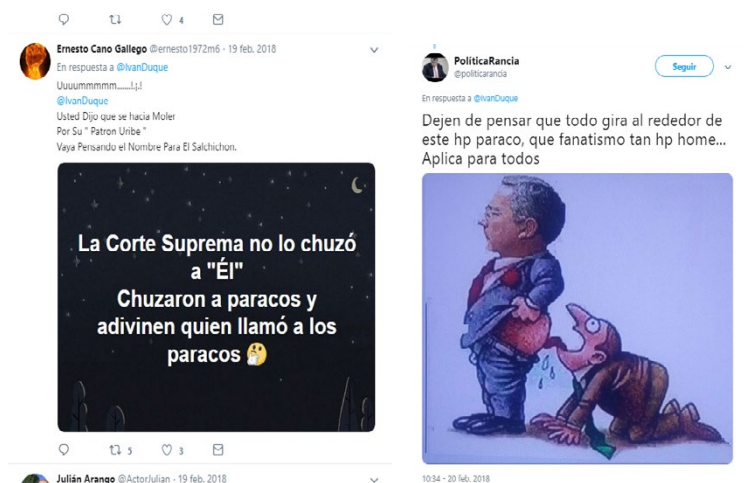 4
Ernesto Cano Gallego @ernesto1972m6 · 19 feb. 2018
En respuesta a @IvanDuque
Uuuummmmm......!.¡.!
@IvanDuque
Usted Dijo que se hacia Moler
Por Su " Patron Uribe "
Vaya Pensando el Nombre Para El Salchichon.
La Corte Suprema no lo chuzó
a "Él"
Chuzaron a paracos y
adivinen quien llamó a los
paracos 🤔
5 3
Julián Arango @ActorJulian · 19 feb. 2018
PolíticaRancia
@politicarancia
Seguir
En respuesta a @IvanDuque
Dejen de pensar que todo gira al rededor de
este hp paraco, que fanatismo tan hp home...
Aplica para todos
10:34 - 20 feb. 2018